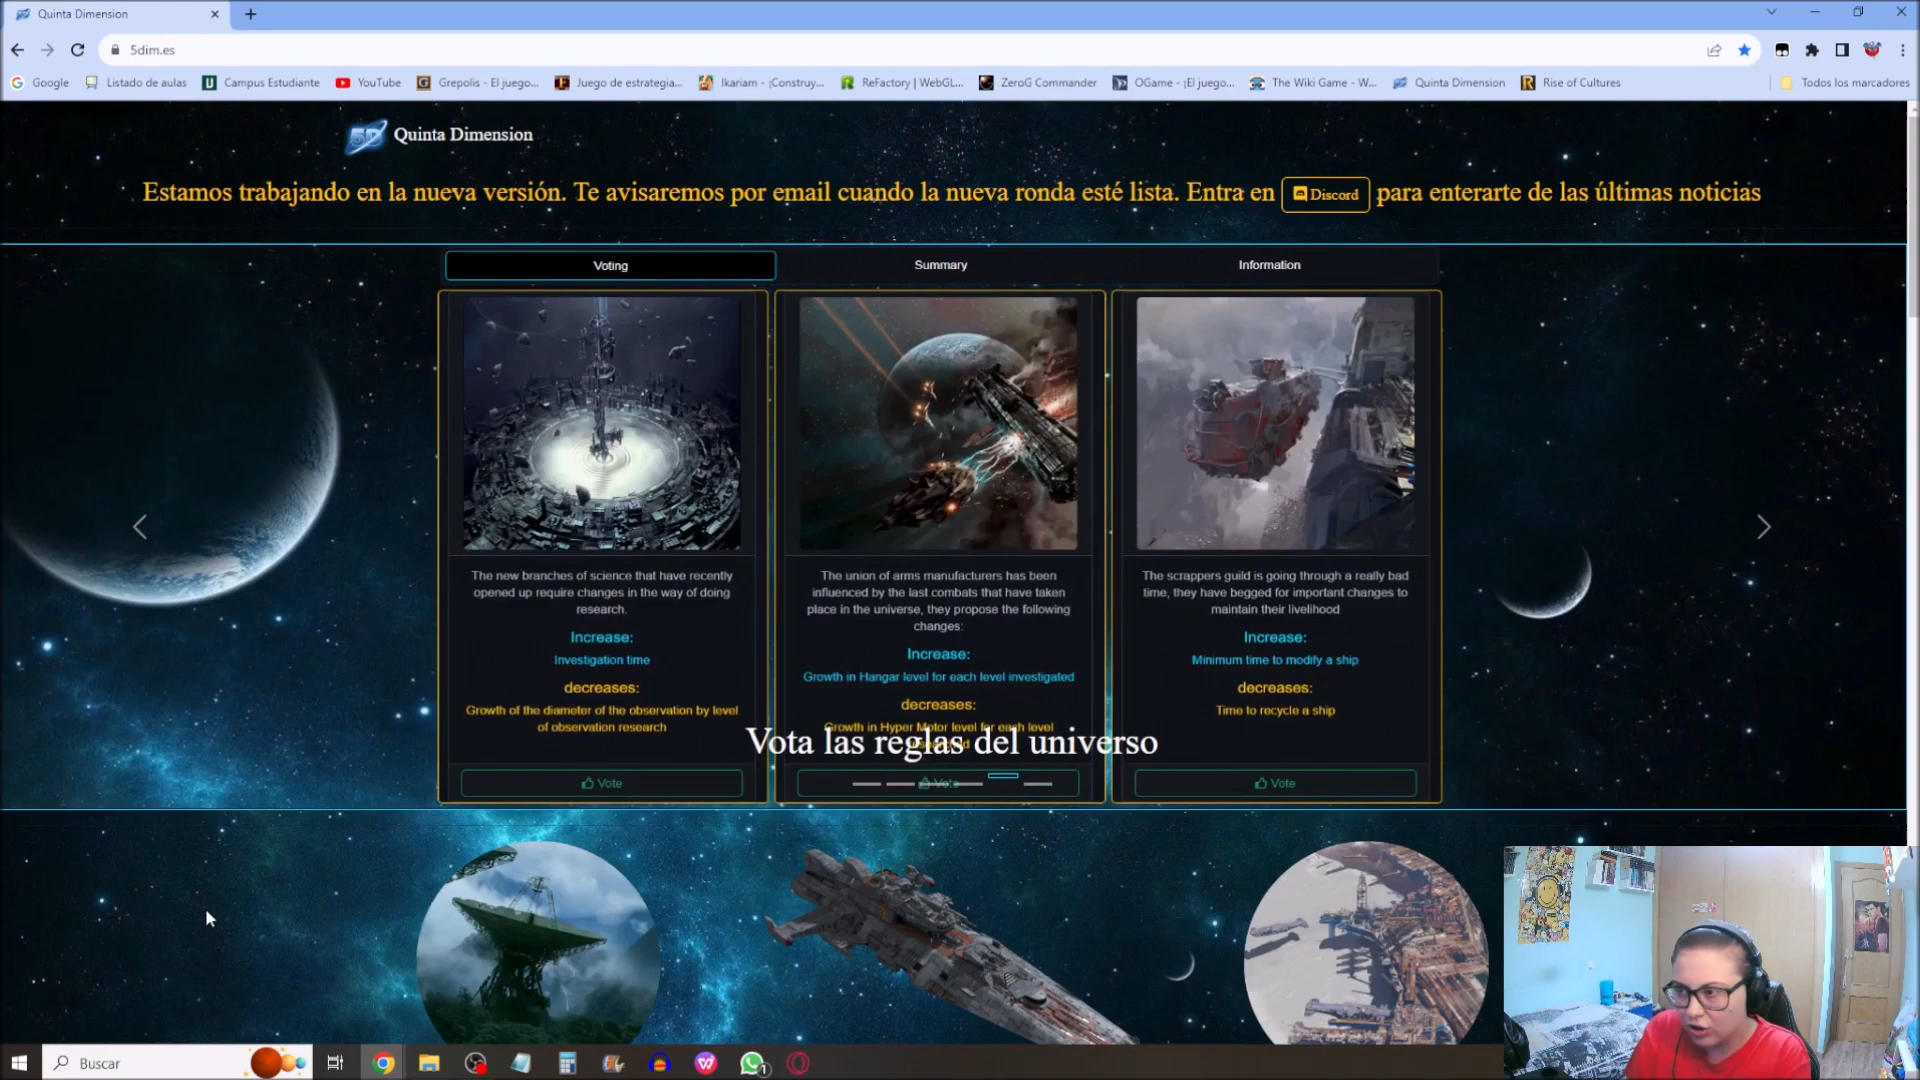 Quinta Dimension
5dim.es
Google
Listado de aulas
Campus Estudiante
YouTube
Grepolis - El juego...
Juego de estrategia...
Ikariam - ¡Construy...
ReFactory | WebGL...
ZeroG Commander
OGame - ¡El juego...
The Wiki Game - W...
Quinta Dimension
Rise of Cultures
Todos los marcadores
5D
Quinta Dimension
Estamos trabajando en la nueva versión. Te avisaremos por email cuando la nueva ronda esté lista. Entra en Discord para enterarte de las últimas noticias
Voting
Summary
Information
The new branches of science that have recently
opened up require changes in the way of doing
research.
Increase:
Investigation time
decreases:
Growth of the diameter of the observation by level
of observation research
Vote
The union of arms manufacturers has been
influenced by the last combats that have taken
place in the universe, they propose the following
changes:
Increase:
Growth in Hangar level for each level investigated
decreases:
Growth in Hyper Motor level for each level
Vote
The scrappers guild is going through a really bad
time, they have begged for important changes to
maintain their livelihood
Increase:
Minimum time to modify a ship
decreases:
Time to recycle a ship
Vote
Vota las reglas del universo
Buscar
1